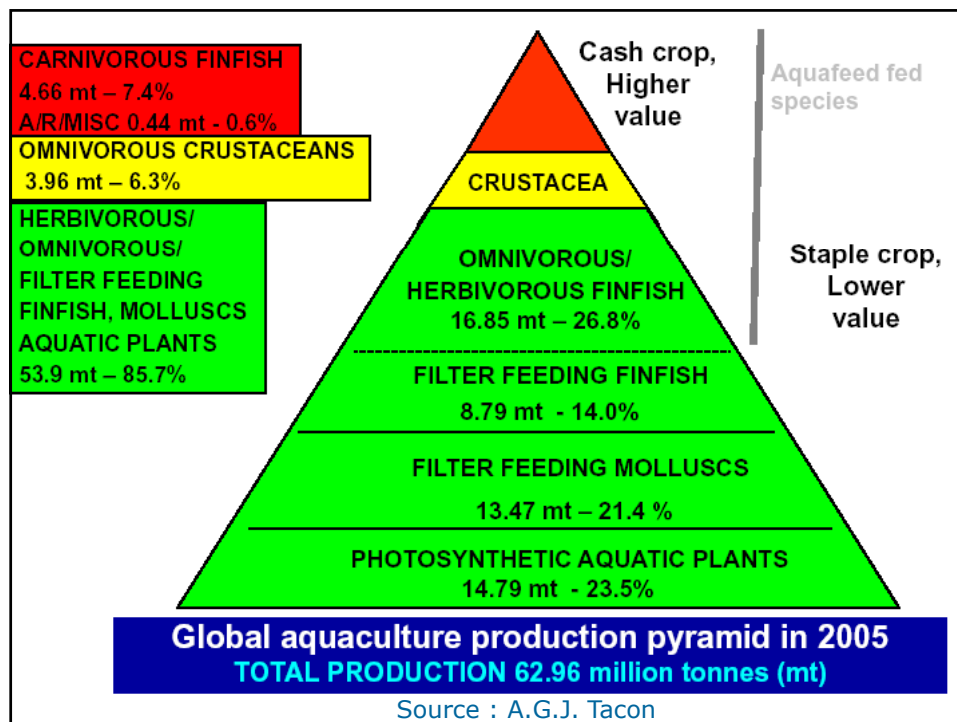 CARNIVOROUS FINFISH
4.66 mt – 7.4%
A/R/MISC 0.44 mt - 0.6%
OMNIVOROUS CRUSTACEANS
3.96 mt – 6.3%
HERBIVOROUS/
OMNIVOROUS/
FILTER FEEDING
FINFISH, MOLLUSCS
AQUATIC PLANTS
53.9 mt – 85.7%
Cash crop,
Higher
value
Aquafeed fed
species
CRUSTACEA
OMNIVOROUS/
HERBIVOROUS FINFISH
16.85 mt – 26.8%
Staple crop,
Lower
value
FILTER FEEDING FINFISH
8.79 mt - 14.0%
FILTER FEEDING MOLLUSCS
13.47 mt – 21.4 %
PHOTOSYNTHETIC AQUATIC PLANTS
14.79 mt - 23.5%
Global aquaculture production pyramid in 2005
TOTAL PRODUCTION 62.96 million tonnes (mt)
Source : A.G.J. Tacon